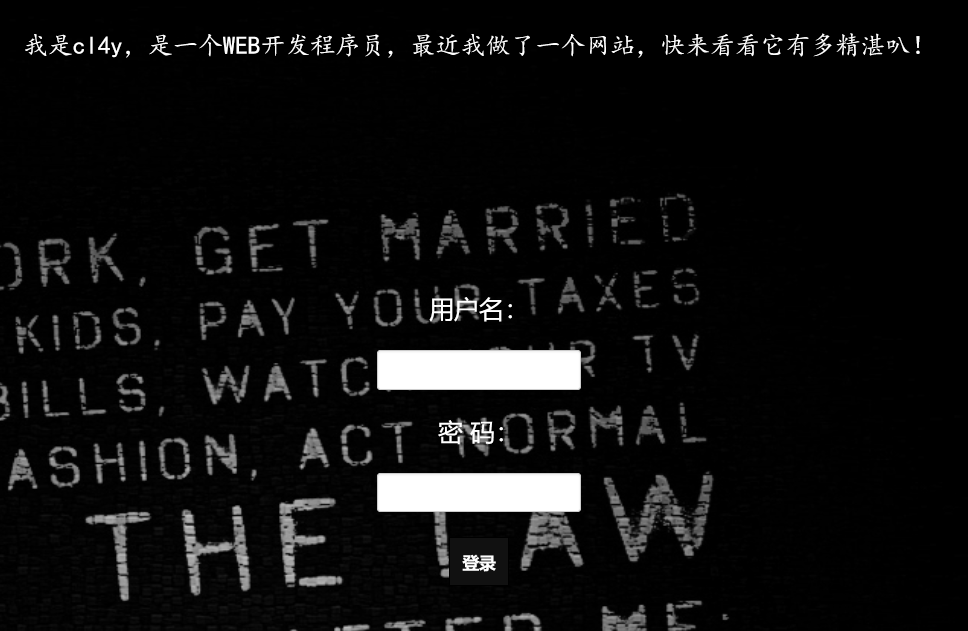 我是cl4y，是一个WEB开发程序员，最近我做了一个网站，快来看看它有多精湛叭！
ORK, GET MARRIED
KIDS, PAY YOUR TAXES
用户名：
BILLS, WATC YOUR TV
密 码：
ASHION, ACT NORMAL
THE LAW
登录
ME: